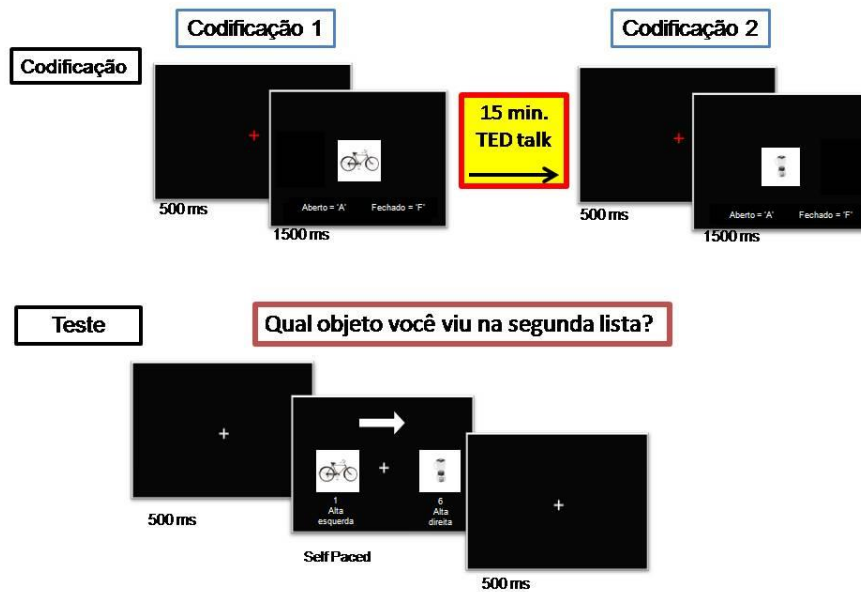 Codificação 1
Codificação 2
Codificação
15 min.
TED talk
Aberto = 'A' Fechado = 'F'
500 ms
1500 ms
Aberto = 'A' Fechado = 'F'
500 ms
1500 ms
Teste
Qual objeto você viu na segunda lista?
1
Alta
esquerda
6
Alta
direita
500 ms
Self Paced
500 ms